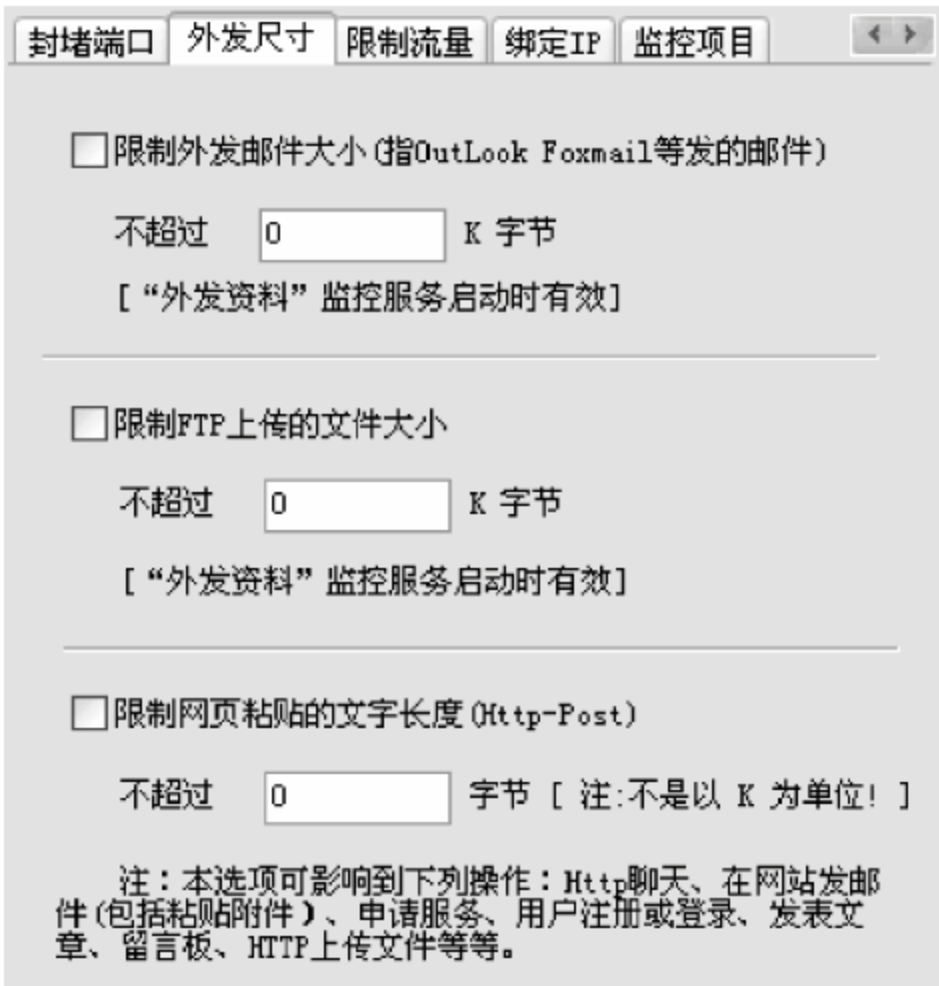 封堵端口 外发尺寸 限制流量 绑定IP 监控项目
限制外发邮件大小(指OutLook Foxmail等发的邮件)
不超过 0 K 字节
[“外发资料”监控服务启动时有效]
限制FTP上传的文件大小
不超过 0 K 字节
[“外发资料”监控服务启动时有效]
限制网页粘贴的文字长度(Http-Post)
不超过 0 字节 [ 注:不是以 K 为单位! ]
注：本选项可影响到下列操作：Http聊天、在网站发邮
件(包括粘贴附件)、申请服务、用户注册或登录、发表文
章、留言板、HTTP上传文件等等。